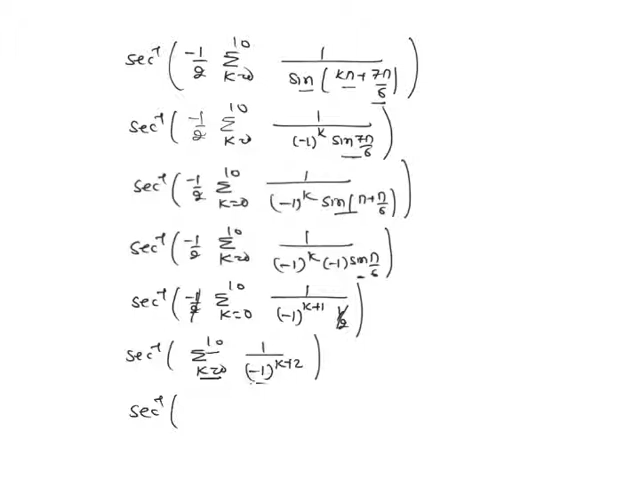 sec⁻¹( -1/2 Σ_{K=0}^{10} 1/sin(Kπ + 7π/6) )
sec⁻¹( -1/2 Σ_{K=0}^{10} 1/((-1)^K sin 7π/6) )
sec⁻¹( -1/2 Σ_{K=0}^{10} 1/((-1)^K sin(π + π/6)) )
sec⁻¹( -1/2 Σ_{K=0}^{10} 1/((-1)^K (-1) sin π/6) )
sec⁻¹( -1/2 Σ_{K=0}^{10} 1/((-1)^{K+1} 1/2) )
sec⁻¹( Σ_{K=0}^{10} 1/(-1)^{K+2} )
sec⁻¹(